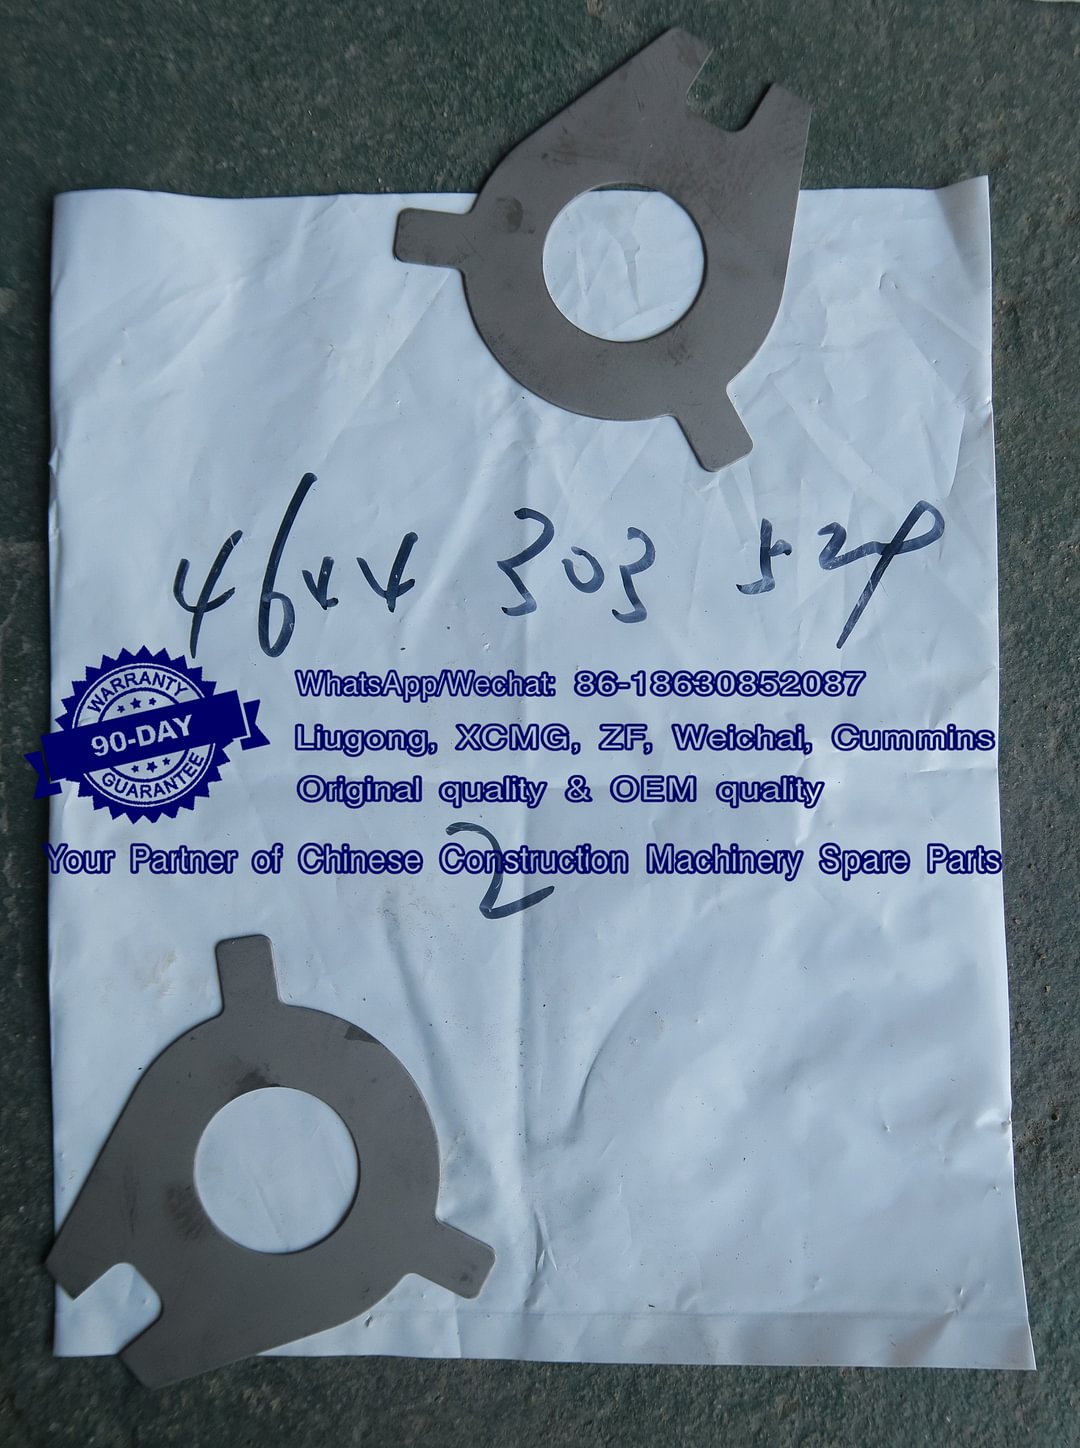 4644 303 529
WARRANTY
90-DAY
GUARANTEE
WhatsApp/Wechat: 86-18630852087
Liugong, XCMG, ZF, Weichai, Cummins
Original quality & OEM quality
2
Your Partner of Chinese Construction Machinery Spare Parts